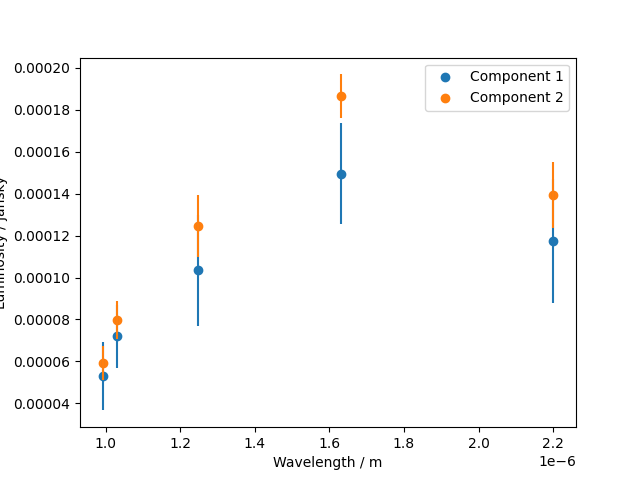 Component 1
Component 2
0.00020
0.00018
0.00016
0.00014
0.00012
0.00010
0.00008
0.00006
0.00004
Luminosity / Jansky
1.0 1.2 1.4 1.6 1.8 2.0 2.2
1e−6
Wavelength / m